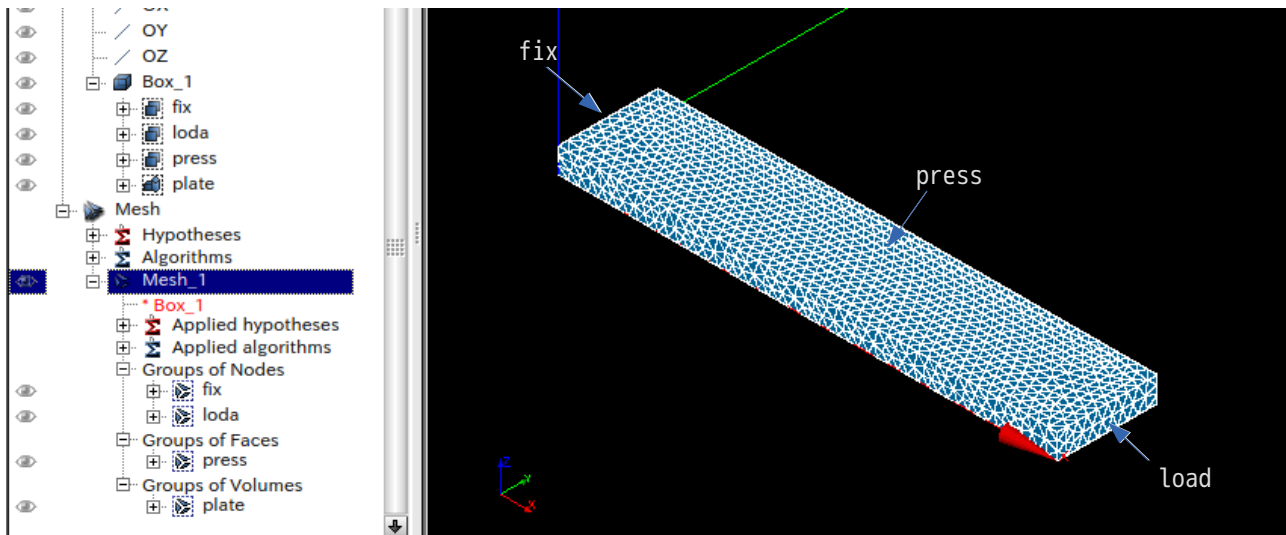 OX
OY
OZ
Box_1
fix
loda
press
plate
Mesh
Hypotheses
Algorithms
Mesh_1
* Box_1
Applied hypotheses
Applied algorithms
Groups of Nodes
fix
loda
Groups of Faces
press
Groups of Volumes
plate
fix
press
load
Z
Y
X